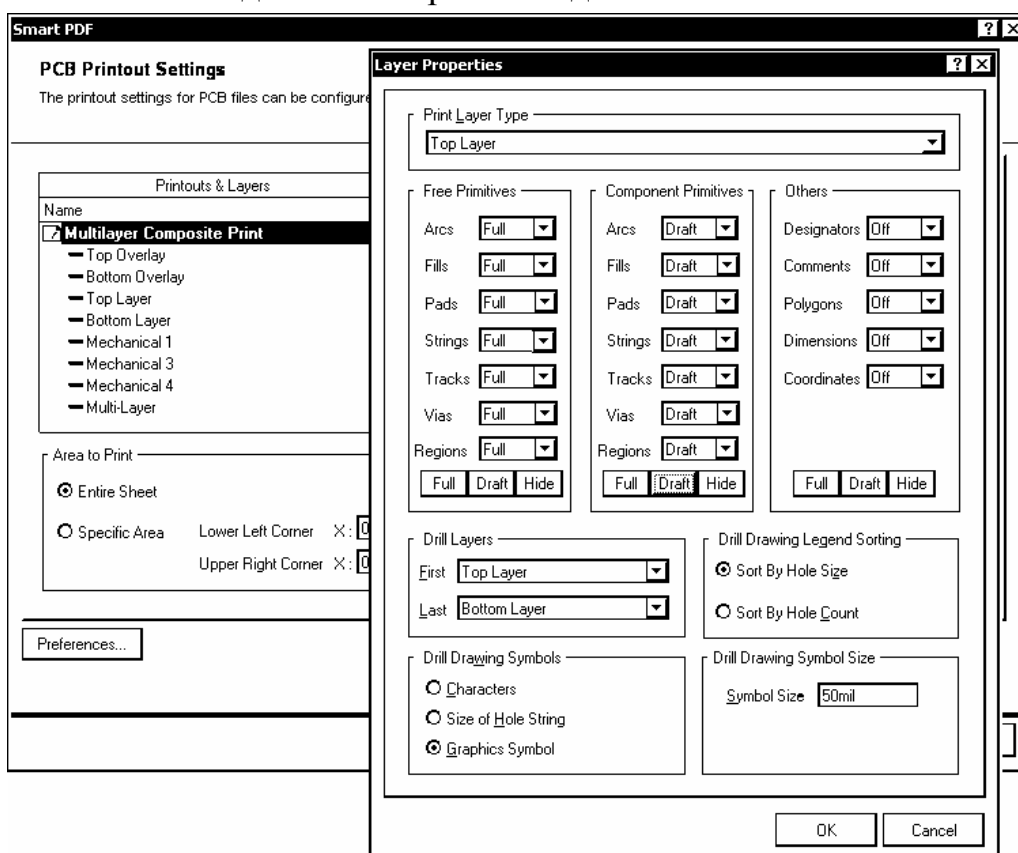 Smart PDF
PCB Printout Settings
The printout settings for PCB files can be configure
Printouts & Layers
Name
Multilayer Composite Print
Top Overlay
Bottom Overlay
Top Layer
Bottom Layer
Mechanical 1
Mechanical 3
Mechanical 4
Multi-Layer
Area to Print
Entire Sheet
Specific Area Lower Left Corner X: 0
Upper Right Corner X: 0
Preferences...
Layer Properties
Print Layer Type
Top Layer
Free Primitives
Arcs Full
Fills Full
Pads Full
Strings Full
Tracks Full
Vias Full
Regions Full
Full Draft Hide
Component Primitives
Arcs Draft
Fills Draft
Pads Draft
Strings Draft
Tracks Draft
Vias Draft
Regions Draft
Full Draft Hide
Others
Designators Off
Comments Off
Polygons Off
Dimensions Off
Coordinates Off
Full Draft Hide
Drill Layers
First Top Layer
Last Bottom Layer
Drill Drawing Legend Sorting
Sort By Hole Size
Sort By Hole Count
Drill Drawing Symbols
Characters
Size of Hole String
Graphics Symbol
Drill Drawing Symbol Size
Symbol Size 50mil
OK Cancel